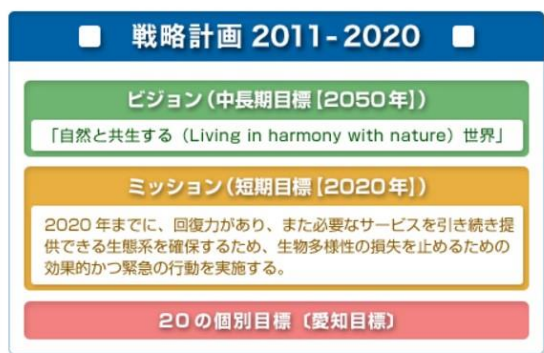 ■ 戦略計画 2011-2020 ■
ビジョン(中長期目標【2050年】)
「自然と共生する(Living in harmony with nature)世界」
ミッション(短期目標【2020年】)
2020年までに、回復力があり、また必要なサービスを引き続き提
供できる生態系を確保するため、生物多様性の損失を止めるための
効果的かつ緊急の行動を実施する。
20の個別目標〔愛知目標〕